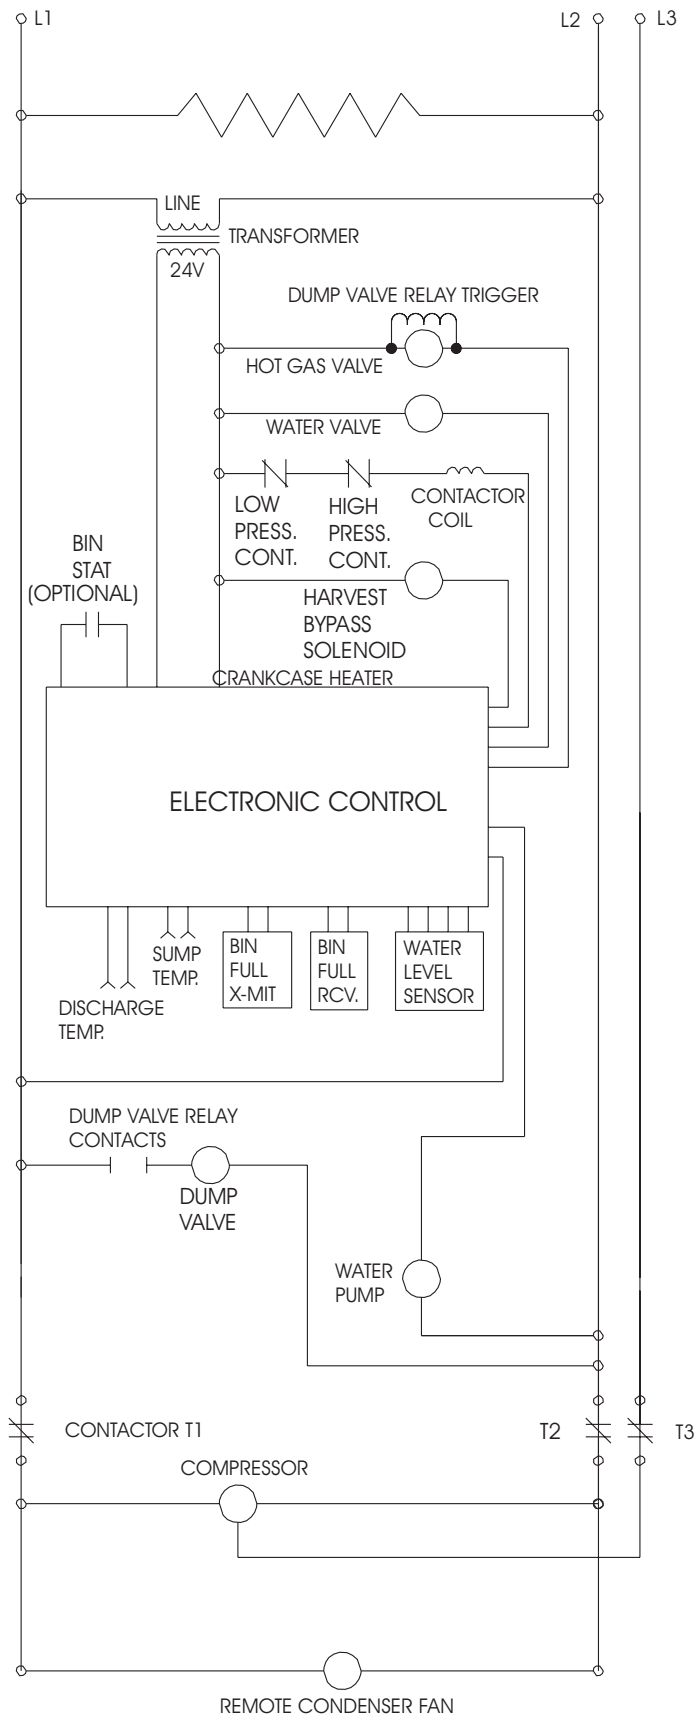 L1
L2
L3
LINE
TRANSFORMER
24V
DUMP VALVE RELAY TRIGGER
HOT GAS VALVE
WATER VALVE
LOW
PRESS.
CONT.
HIGH
PRESS.
CONT.
CONTACTOR
COIL
BIN
STAT
(OPTIONAL)
HARVEST
BYPASS
SOLENOID
CRANKCASE HEATER
ELECTRONIC CONTROL
DISCHARGE
TEMP.
SUMP
TEMP.
BIN
FULL
X-MIT
BIN
FULL
RCV.
WATER
LEVEL
SENSOR
DUMP VALVE RELAY
CONTACTS
DUMP
VALVE
WATER
PUMP
CONTACTOR T1
T2
T3
COMPRESSOR
REMOTE CONDENSER FAN